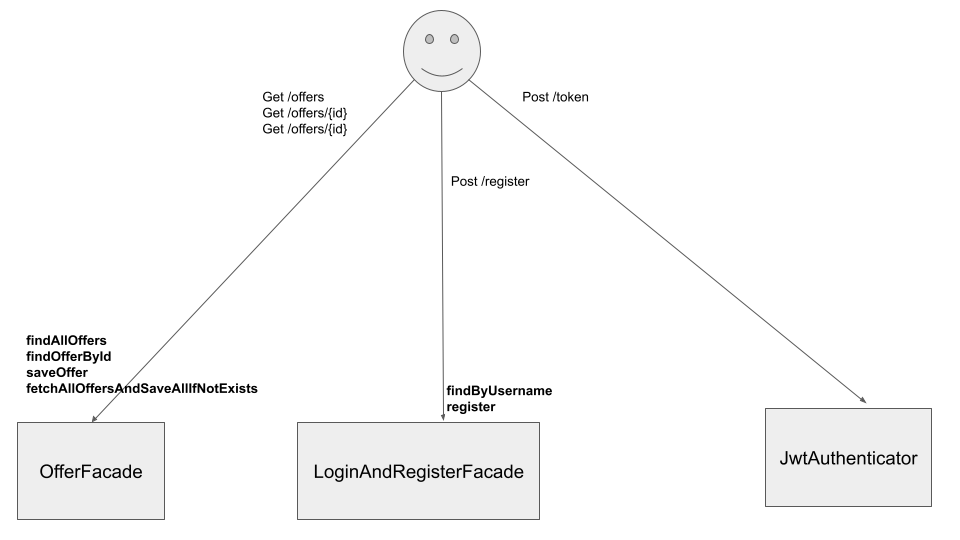 Get /offers
Get /offers/{id}
Get /offers/{id}
Post /token
Post /register
findAllOffers
findOfferById
saveOffer
fetchAllOffersAndSaveAllIfNotExists
findByUsername
register
OfferFacade
LoginAndRegisterFacade
JwtAuthenticator